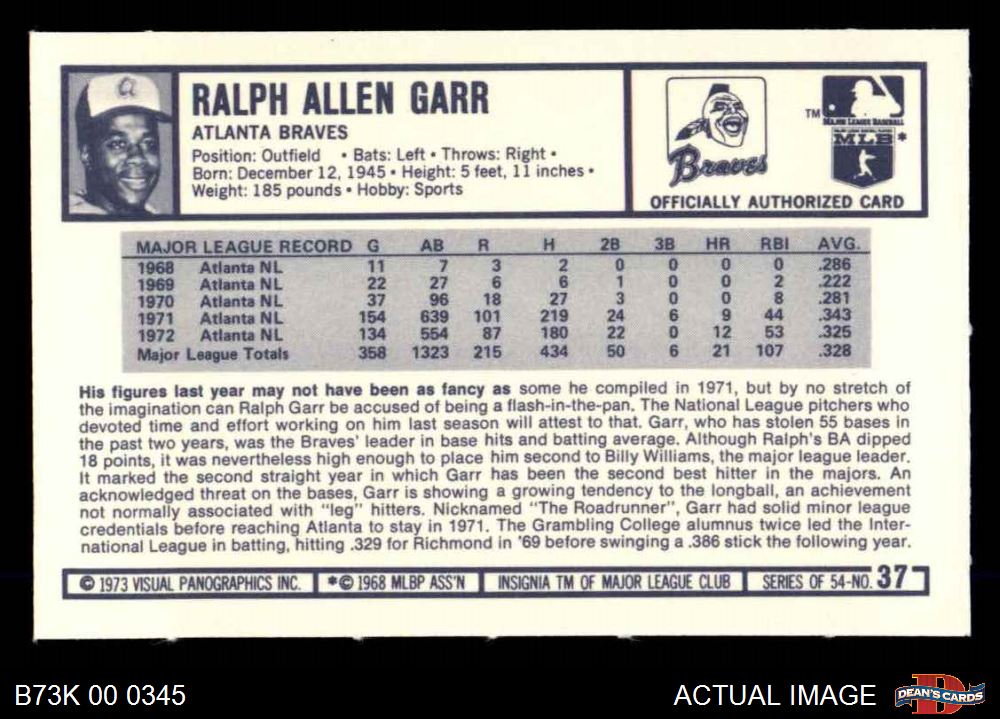 RALPH ALLEN GARR
ATLANTA BRAVES
Position: Outfield • Bats: Left • Throws: Right •
Born: December 12, 1945 • Height: 5 feet, 11 inches •
Weight: 185 pounds • Hobby: Sports
Braves
TM
MAJOR LEAGUE BASEBALL
MAJOR LEAGUE BASEBALL PLAYERS
MLB*
OFFICIALLY AUTHORIZED CARD
MAJOR LEAGUE RECORD G AB R H 2B 3B HR RBI AVG.
1968 Atlanta NL 11 7 3 2 0 0 0 0 .286
1969 Atlanta NL 22 27 6 6 1 0 0 2 .222
1970 Atlanta NL 37 96 18 27 3 0 0 8 .281
1971 Atlanta NL 154 639 101 219 24 6 9 44 .343
1972 Atlanta NL 134 554 87 180 22 0 12 53 .325
Major League Totals 358 1323 215 434 50 6 21 107 .328
His figures last year may not have been as fancy as some he compiled in 1971, but by no stretch of
the imagination can Ralph Garr be accused of being a flash-in-the-pan. The National League pitchers who
devoted time and effort working on him last season will attest to that. Garr, who has stolen 55 bases in
the past two years, was the Braves' leader in base hits and batting average. Although Ralph's BA dipped
18 points, it was nevertheless high enough to place him second to Billy Williams, the major league leader.
It marked the second straight year in which Garr has been the second best hitter in the majors. An
acknowledged threat on the bases, Garr is showing a growing tendency to the longball, an achievement
not normally associated with "leg" hitters. Nicknamed "The Roadrunner", Garr had solid minor league
credentials before reaching Atlanta to stay in 1971. The Grambling College alumnus twice led the Inter-
national League in batting, hitting .329 for Richmond in '69 before swinging a .386 stick the following year.
© 1973 VISUAL PANOGRAPHICS INC. *© 1968 MLBP ASS'N INSIGNIA TM OF MAJOR LEAGUE CLUB SERIES OF 54-NO. 37
B73K 00 0345
ACTUAL IMAGE
DEAN'S CARDS